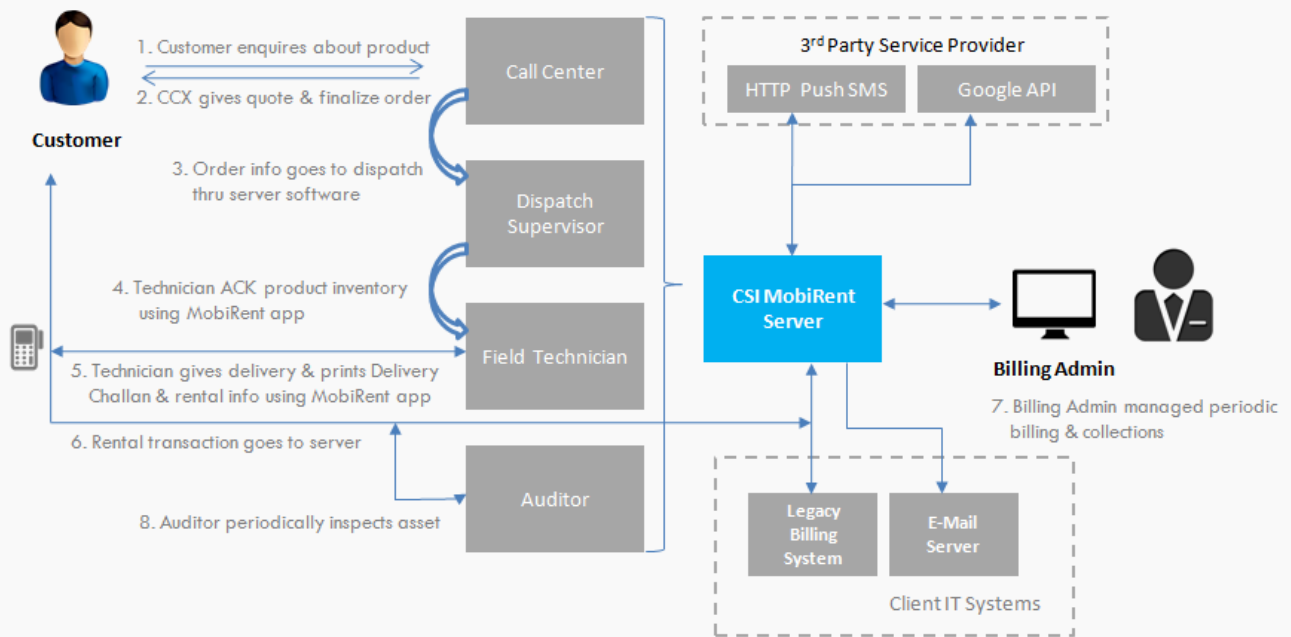 1. Customer enquires about product
2. CCX gives quote & finalize order
Customer
3. Order info goes to dispatch
thru server software
4. Technician ACK product inventory
using MobiRent app
5. Technician gives delivery & prints Delivery
Challan & rental info using MobiRent app
6. Rental transaction goes to server
8. Auditor periodically inspects asset
Call Center
Dispatch
Supervisor
Field Technician
Auditor
3rd Party Service Provider
HTTP Push SMS
Google API
CSI MobiRent
Server
Billing Admin
7. Billing Admin managed periodic
billing & collections
Legacy
Billing
System
E-Mail
Server
Client IT Systems